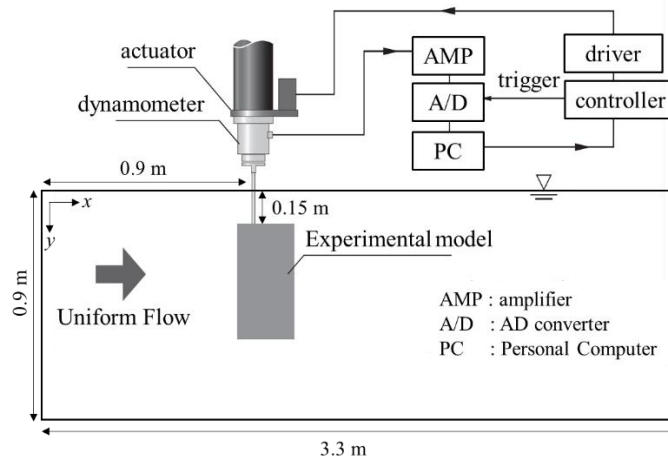 actuator
dynamometer
AMP
A/D
PC
trigger
driver
controller
0.9 m
0.15 m
x
y
Experimental model
Uniform Flow
0.9 m
AMP : amplifier
A/D : AD converter
PC : Personal Computer
3.3 m